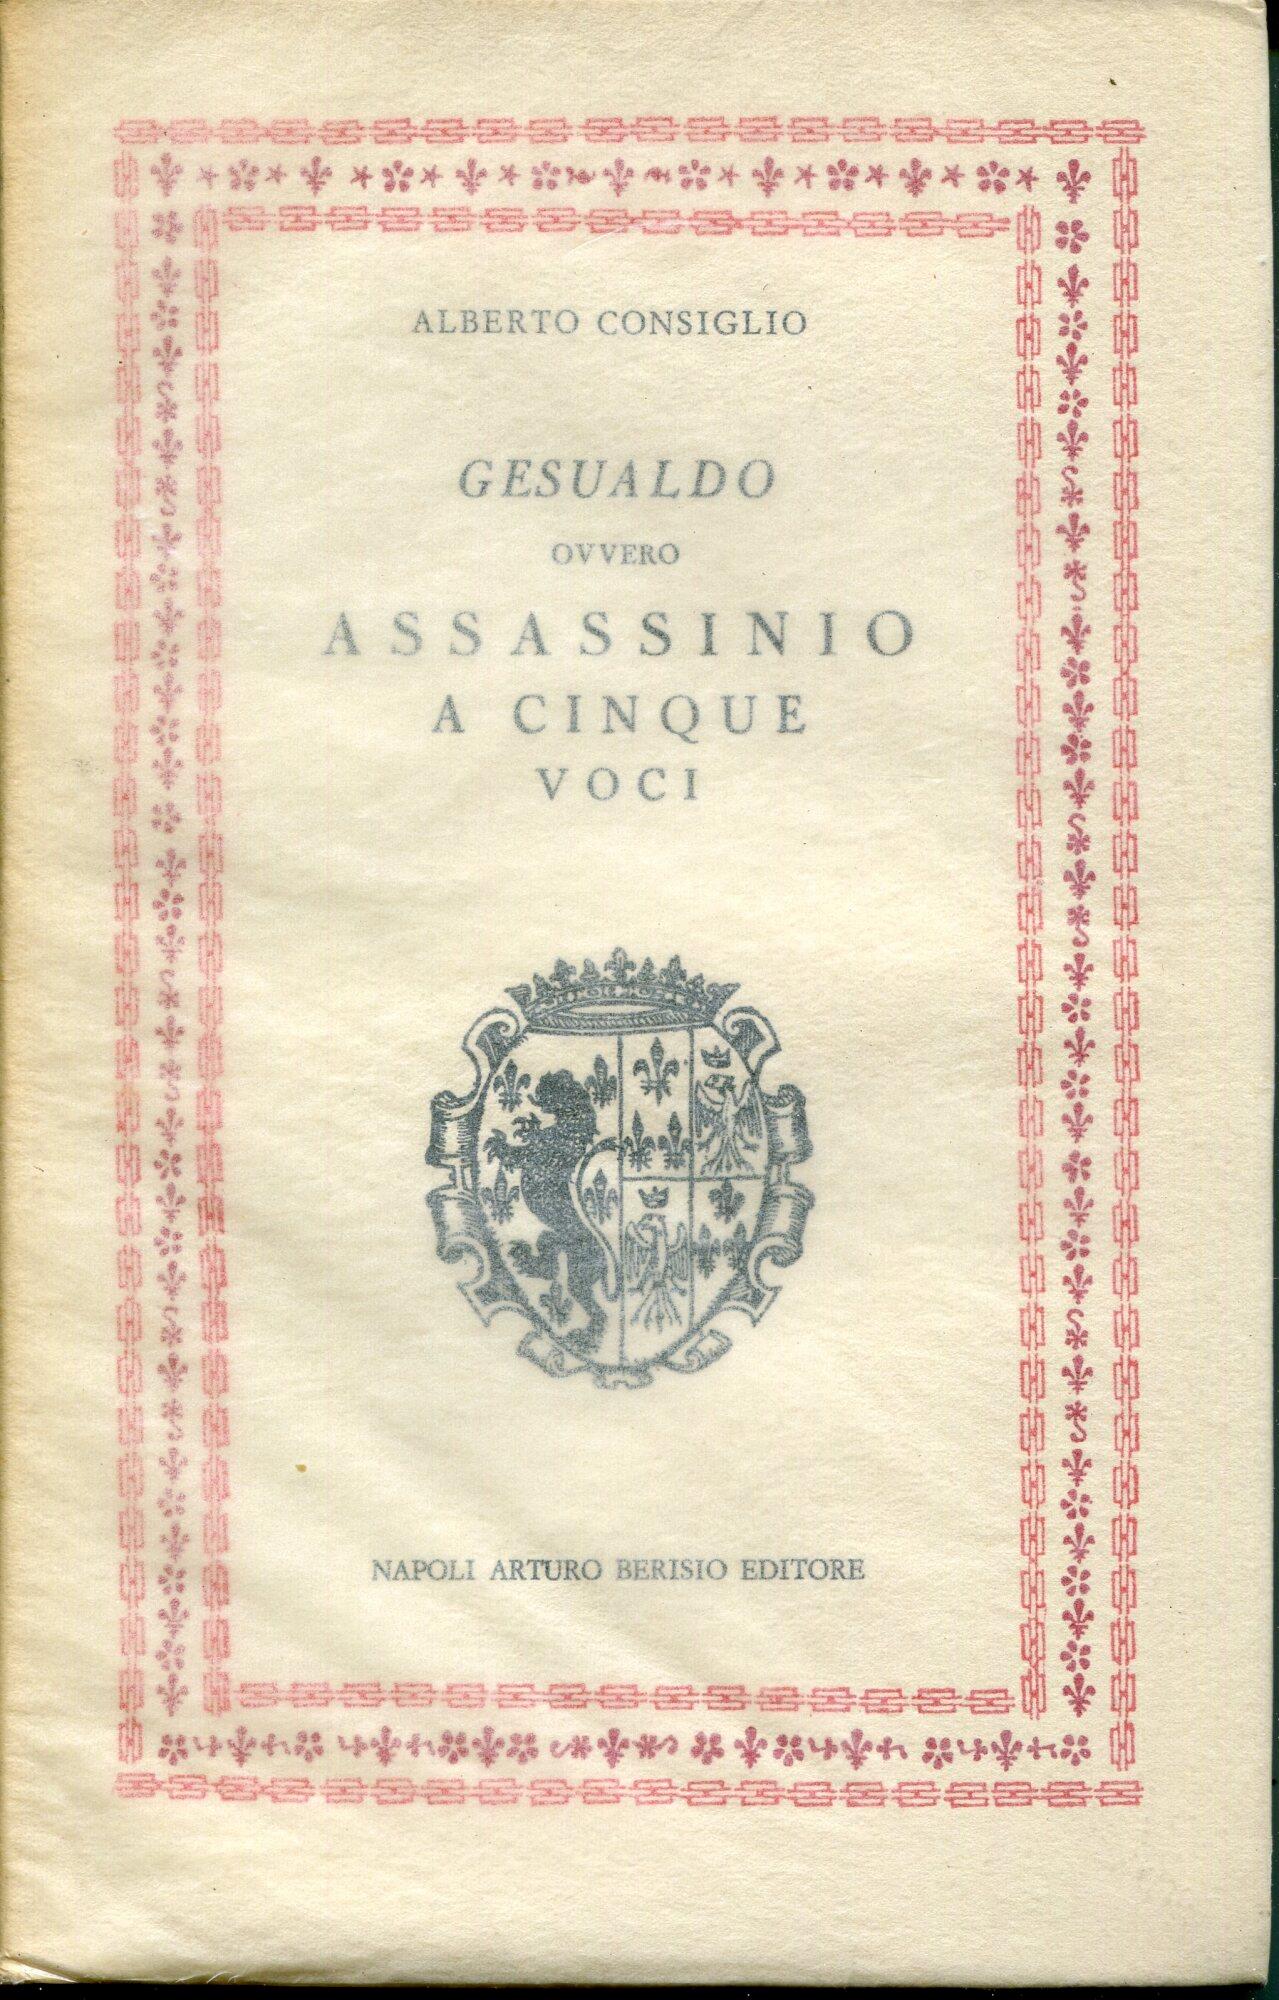 ALBERTO CONSIGLIO
GESUALDO
OVVERO
ASSASSINIO
A CINQUE
VOCI
NAPOLI ARTURO BERISIO EDITORE